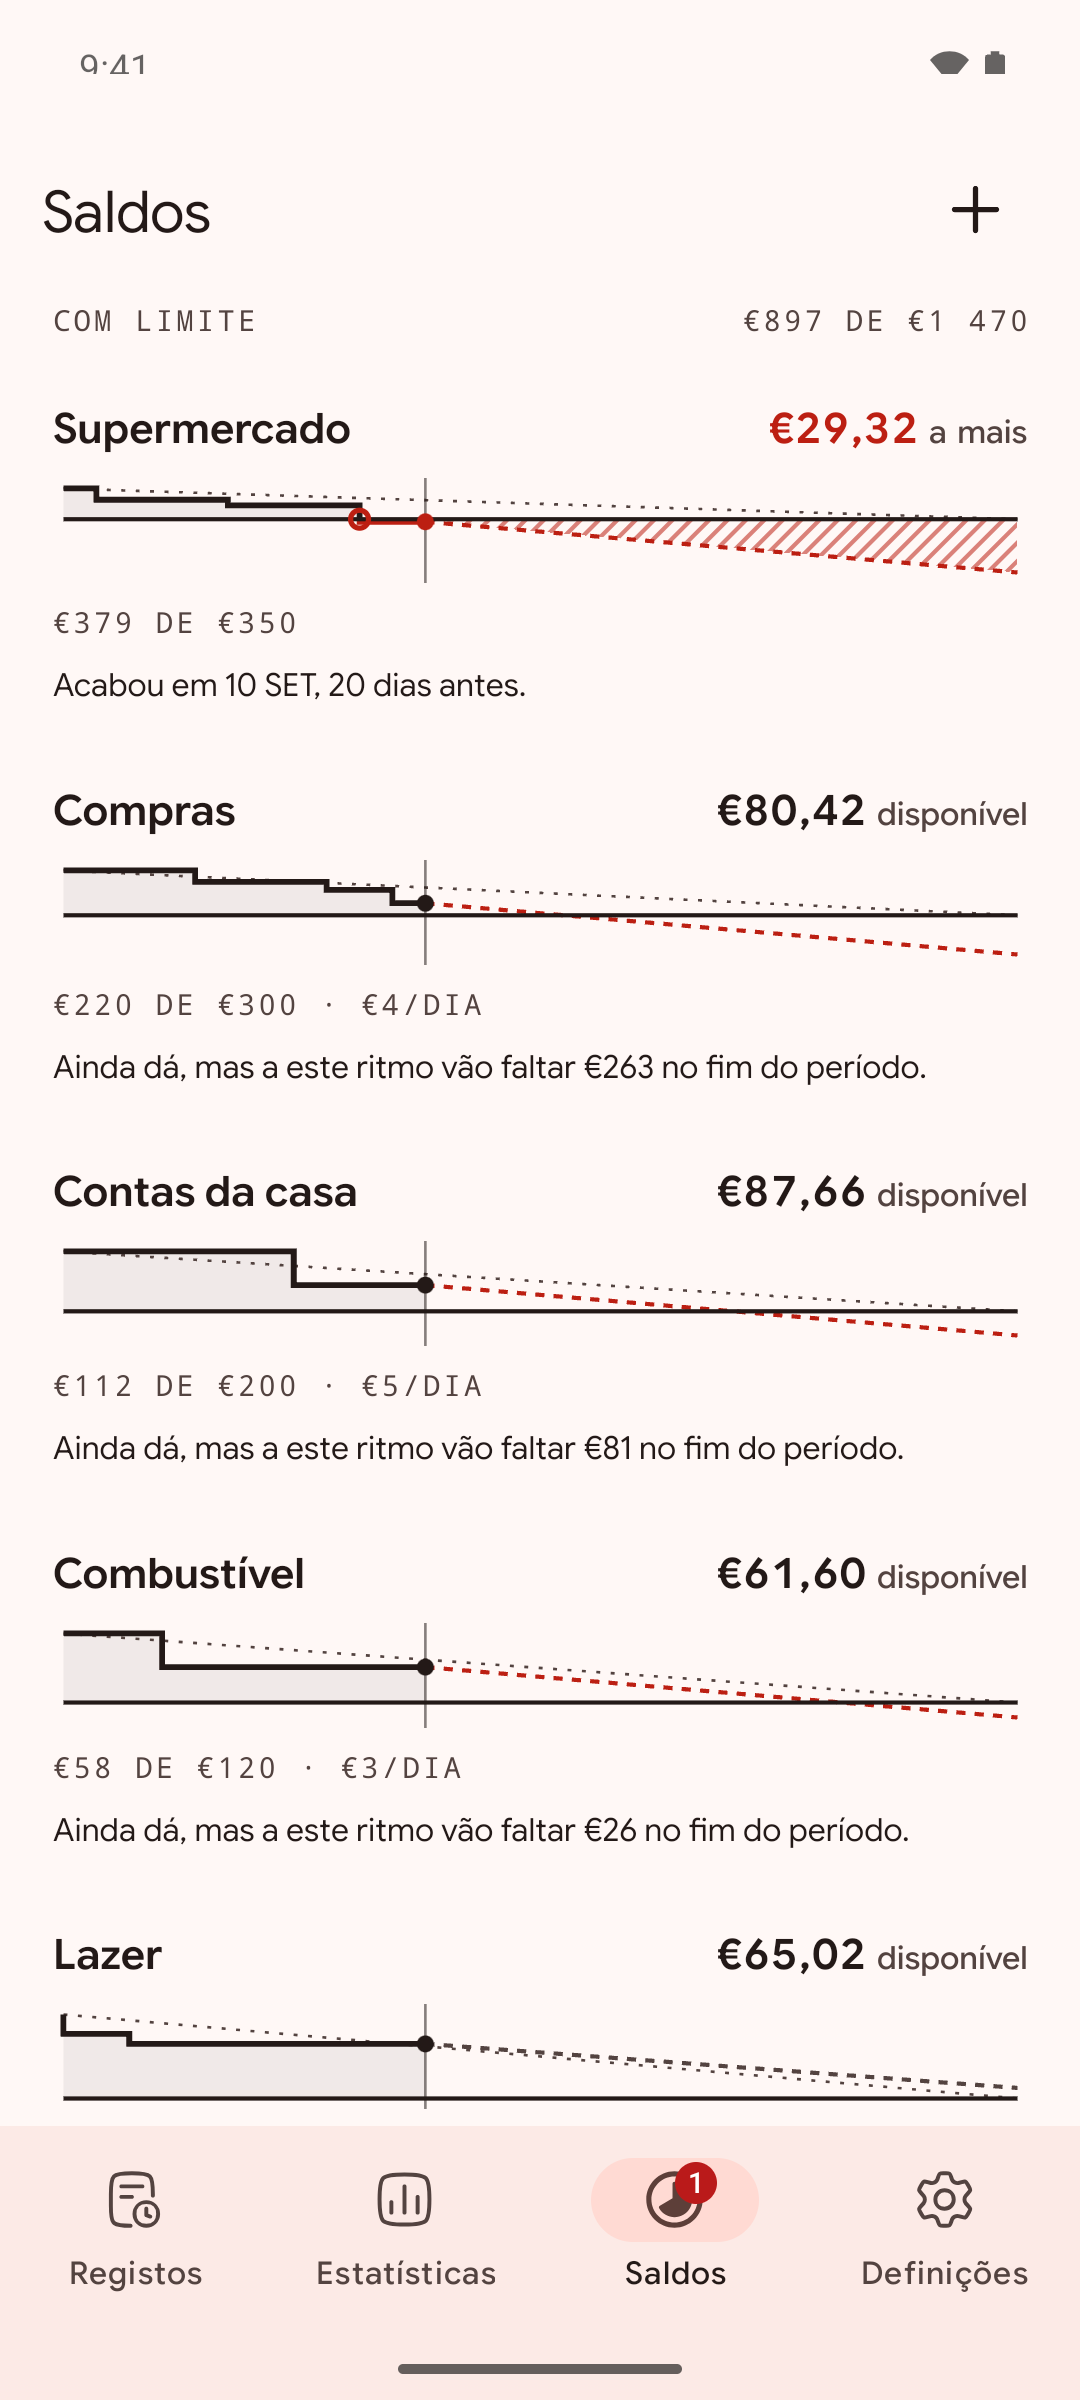 9:41
Saldos
COM LIMITE €897 DE €1 470
Supermercado €29,32 a mais
€379 DE €350
Acabou em 10 SET, 20 dias antes.
Compras €80,42 disponível
€220 DE €300 · €4/DIA
Ainda dá, mas a este ritmo vão faltar €263 no fim do período.
Contas da casa €87,66 disponível
€112 DE €200 · €5/DIA
Ainda dá, mas a este ritmo vão faltar €81 no fim do período.
Combustível €61,60 disponível
€58 DE €120 · €3/DIA
Ainda dá, mas a este ritmo vão faltar €26 no fim do período.
Lazer €65,02 disponível
1
Registos Estatísticas Saldos Definições